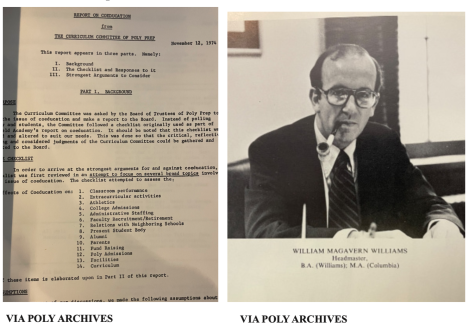 REPORT ON COEDUCATION
from
THE CURRICULUM COMMITTEE OF POLY PREP
November 12, 1974
This report appears in three parts. Namely:
I. Background
II. The Checklist and Responses to it
III. Strongest Arguments to Consider
PART I. BACKGROUND
The Curriculum Committee was asked by the Board of Trustees of Poly Prep to
the issue of coeducation and make a report to the Board. Instead of polling
and students, the Committee followed a checklist originally used as part of
Academy's report on coeducation. It should be noted that this checklist
and altered to suit our needs. This was done so that the critical,
and considered judgments of the Curriculum Committee could be gathered and
to the Board.
CHECKLIST
In order to arrive at the strongest arguments for and against coeducation,
was first reviewed in an attempt to focus on several broad topics
issue of coeducation. The checklist attempted to assess the.
of Coeducation on: 1. Classroom performance
2. Extracurricular activities
3. Athletics
4. College Admissions
5. Administrative Staffing
6. Faculty Recruitment/Retirement
7. Relations with Neighboring Schools
8. Present Student Body
9. Alumni
10. Parents
11. Fund Raising
12. Poly Admissions
13. Facilities
14. Curriculum
these items is elaborated upon in Part II of this report.
of our discussions, we made the following assumptions about
WILLIAM MAGAVERN WILLIAMS
Headmaster,
B.A. (Williams); M.A. (Columbia)
VIA POLY ARCHIVES
VIA POLY ARCHIVES